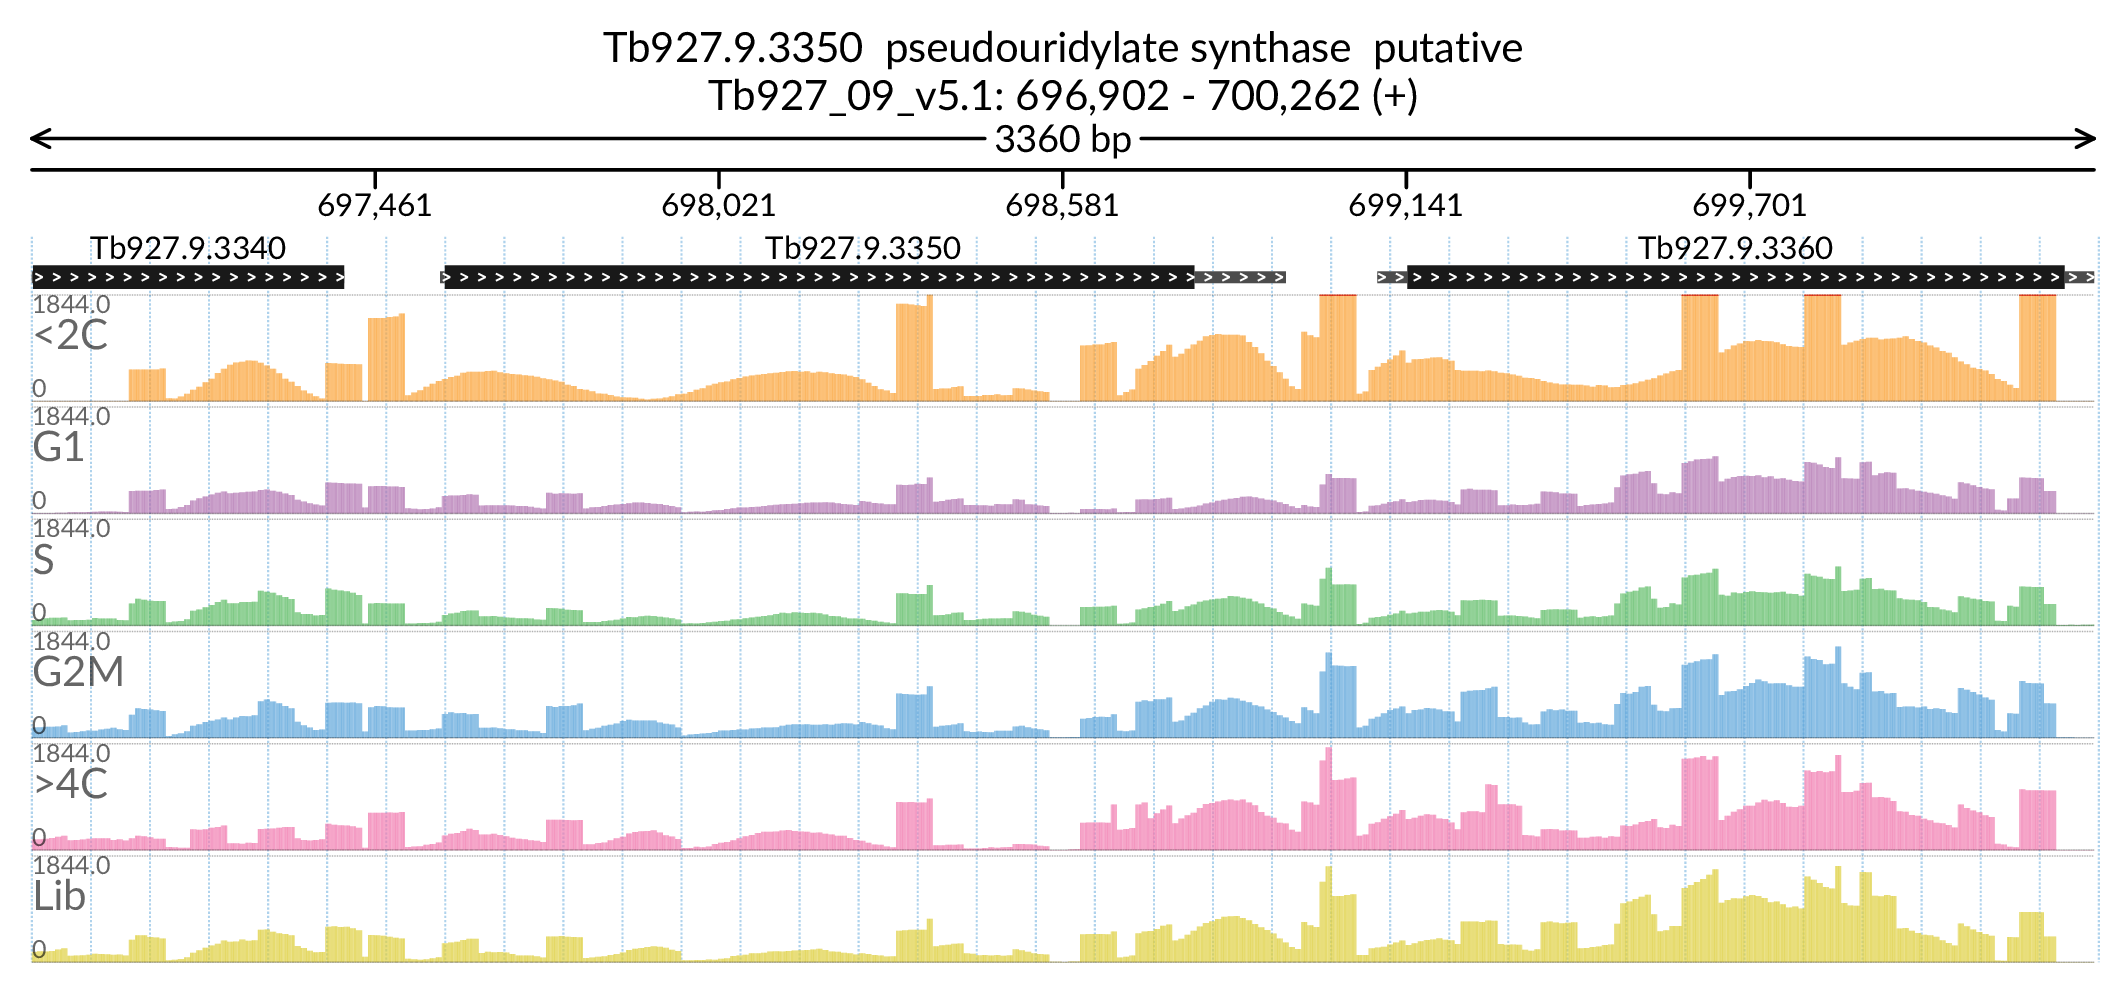 Tb927.9.3350  pseudouridylate synthase  putative
Tb927_09_v5.1: 696,902 - 700,262 (+)
3360 bp
697,461 698,021 698,581 699,141 699,701
Tb927.9.3340 Tb927.9.3350 Tb927.9.3360
1844.0
<2C
0
1844.0
G1
0
1844.0
S
0
1844.0
G2M
0
1844.0
>4C
0
1844.0
Lib
0